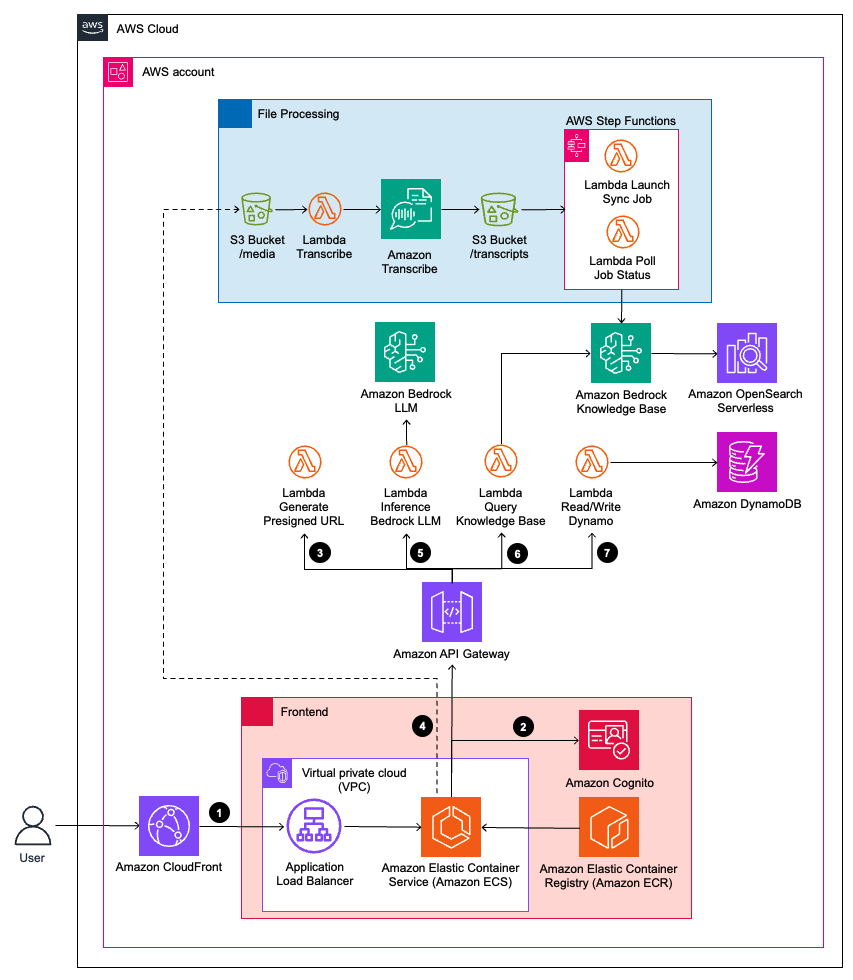 aws
AWS Cloud
AWS account
File Processing
AWS Step Functions
Lambda Launch
Sync Job
Lambda Poll
Job Status
S3 Bucket
/media
Lambda
Transcribe
Amazon
Transcribe
S3 Bucket
/transcripts
Amazon Bedrock
LLM
Amazon Bedrock
Knowledge Base
Amazon OpenSearch
Serverless
Lambda
Generate
Presigned URL
Lambda
Inference
Bedrock LLM
Lambda
Query
Knowledge Base
Lambda
Read/Write
Dynamo
Amazon DynamoDB
3
5
6
7
Amazon API Gateway
Frontend
4
2
Amazon Cognito
Virtual private cloud
(VPC)
1
User
Amazon CloudFront
Application
Load Balancer
Amazon Elastic Container
Service (Amazon ECS)
Amazon Elastic Container
Registry (Amazon ECR)